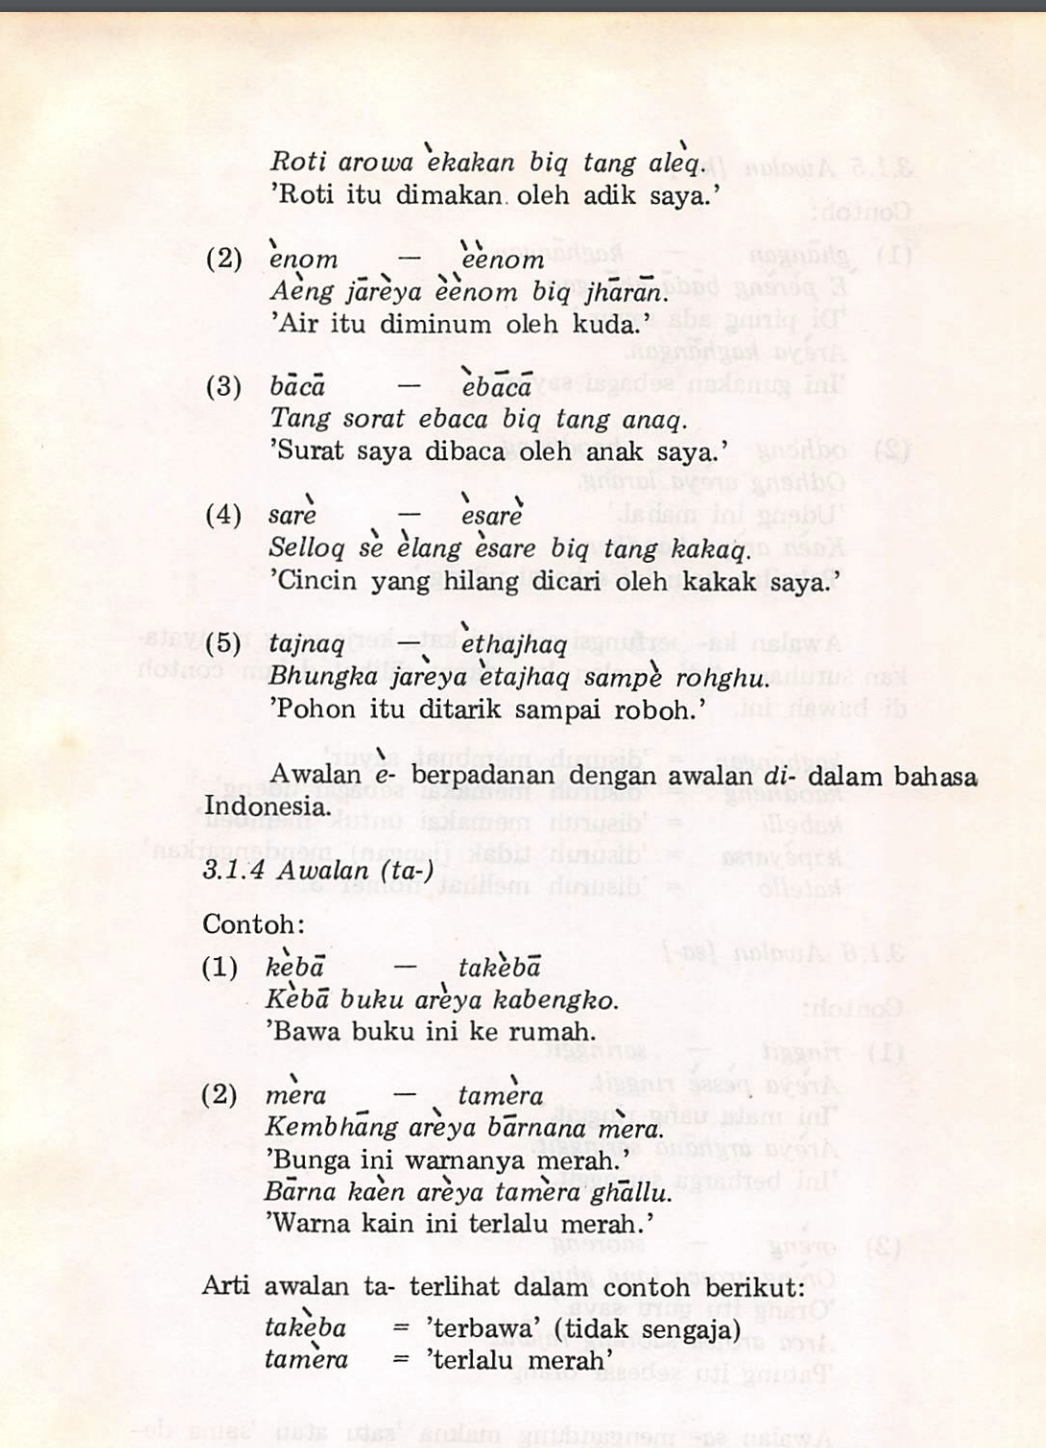 Roti arowa èkakan biq tang alèq.
'Roti itu dimakan oleh adik saya.'
(2) ènom — èènom
Aèng jārèya èènom biq jhārān.
'Air itu diminum oleh kuda.'
(3) bācā — èbācā
Tang sorat ebaca biq tang anaq.
'Surat saya dibaca oleh anak saya.'
(4) sarè — èsarè
Selloq sè èlang èsare biq tang kakaq.
'Cincin yang hilang dicari oleh kakak saya.'
(5) tajnaq — èthajhaq
Bhungka jarèya ètajhaq sampè rohghu.
'Pohon itu ditarik sampai roboh.'
Awalan è- berpadanan dengan awalan di- dalam bahasa
Indonesia.
3.1.4 Awalan (ta-)
Contoh:
(1) kèbā — takèbā
Kèbā buku arèya kabengko.
'Bawa buku ini ke rumah.
(2) mèra — tamèra
Kembhāng arèya bārnana mèra.
'Bunga ini warnanya merah.'
Bārna kaèn arèya tamèra ghāllu.
'Warna kain ini terlalu merah.'
Arti awalan ta- terlihat dalam contoh berikut:
takèba = 'terbawa' (tidak sengaja)
tamèra = 'terlalu merah'